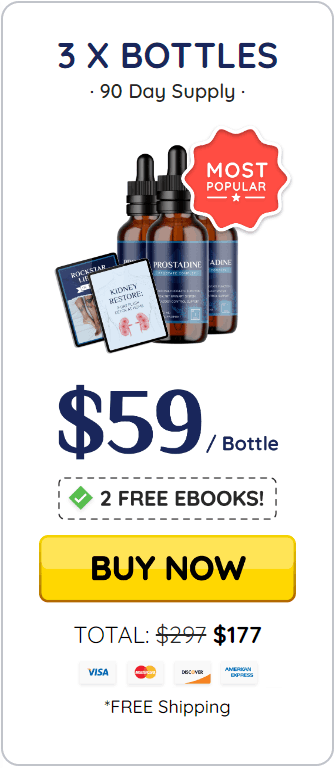 3 X BOTTLES
· 90 Day Supply ·
MOST
POPULAR
ROCKSTAR
KIDNEY
RESTORE:
PROSTADINE
$59 / Bottle
2 FREE EBOOKS!
BUY NOW
TOTAL: $297 $177
VISA
MasterCard
DISCOVER
AMERICAN
EXPRESS
*FREE Shipping